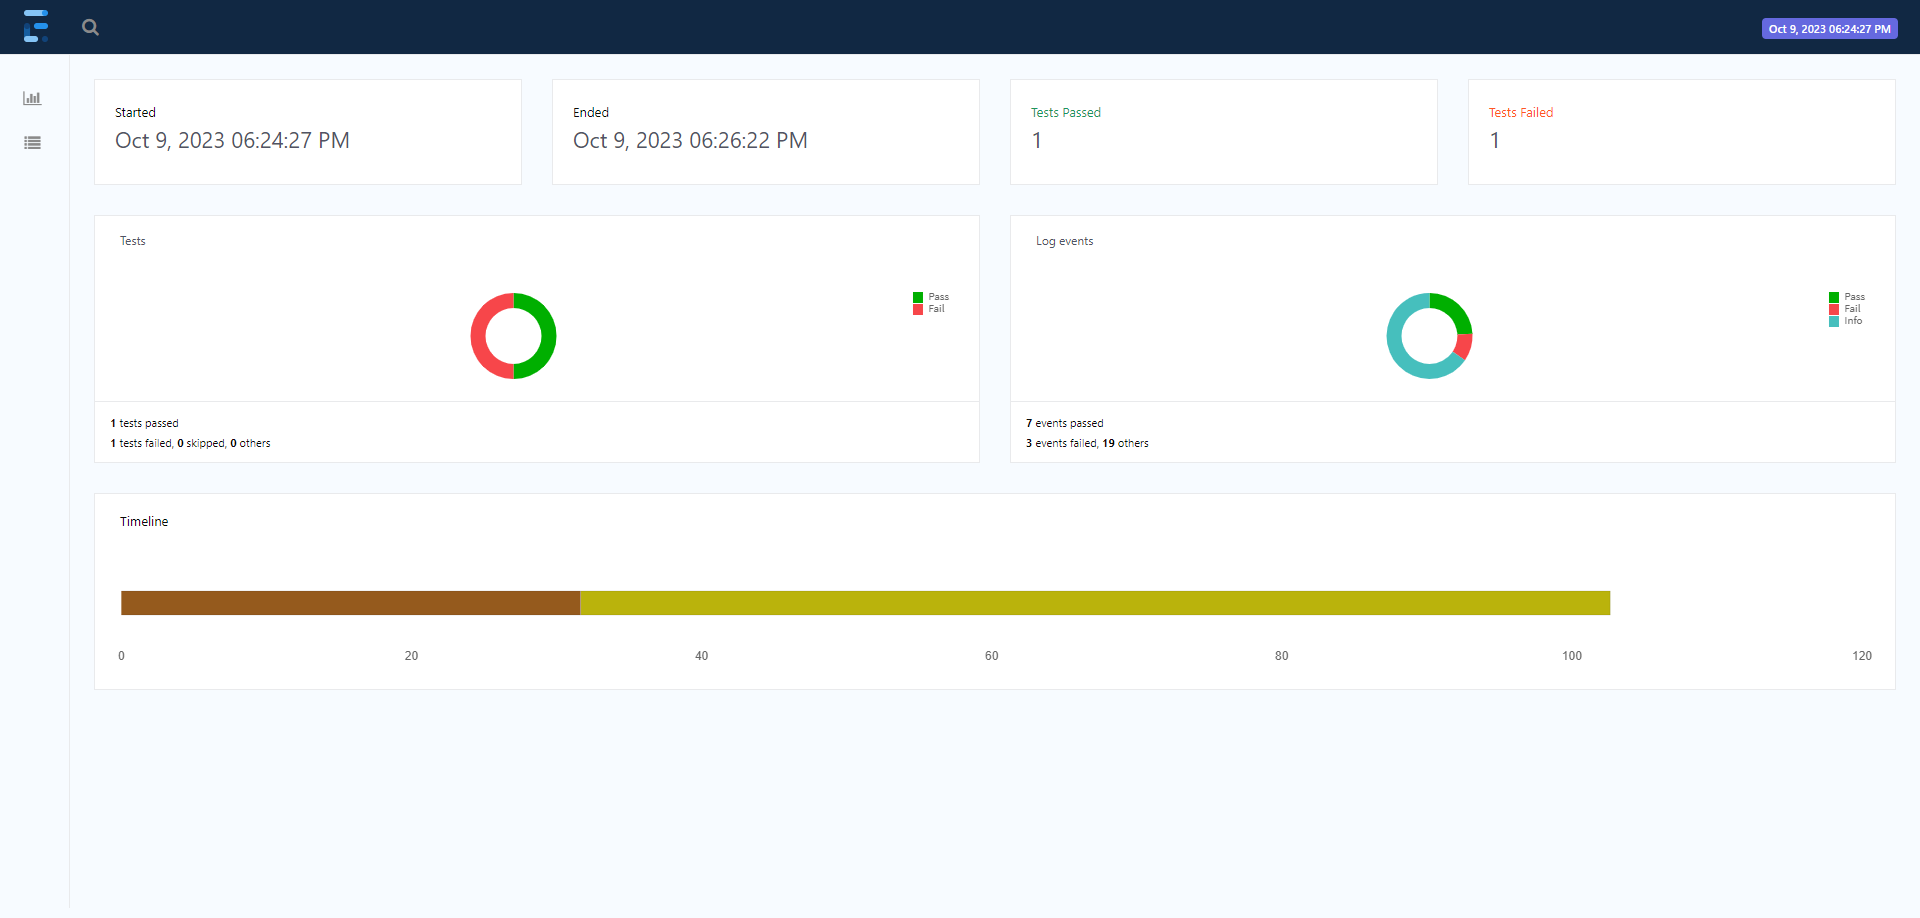 Oct 9, 2023 06:24:27 PM
Started
Oct 9, 2023 06:24:27 PM
Ended
Oct 9, 2023 06:26:22 PM
Tests Passed
1
Tests Failed
1
Tests
Pass
Fail
1 tests passed
1 tests failed, 0 skipped, 0 others
Log events
Pass
Fail
Info
7 events passed
3 events failed, 19 others
Timeline
0 20 40 60 80 100 120